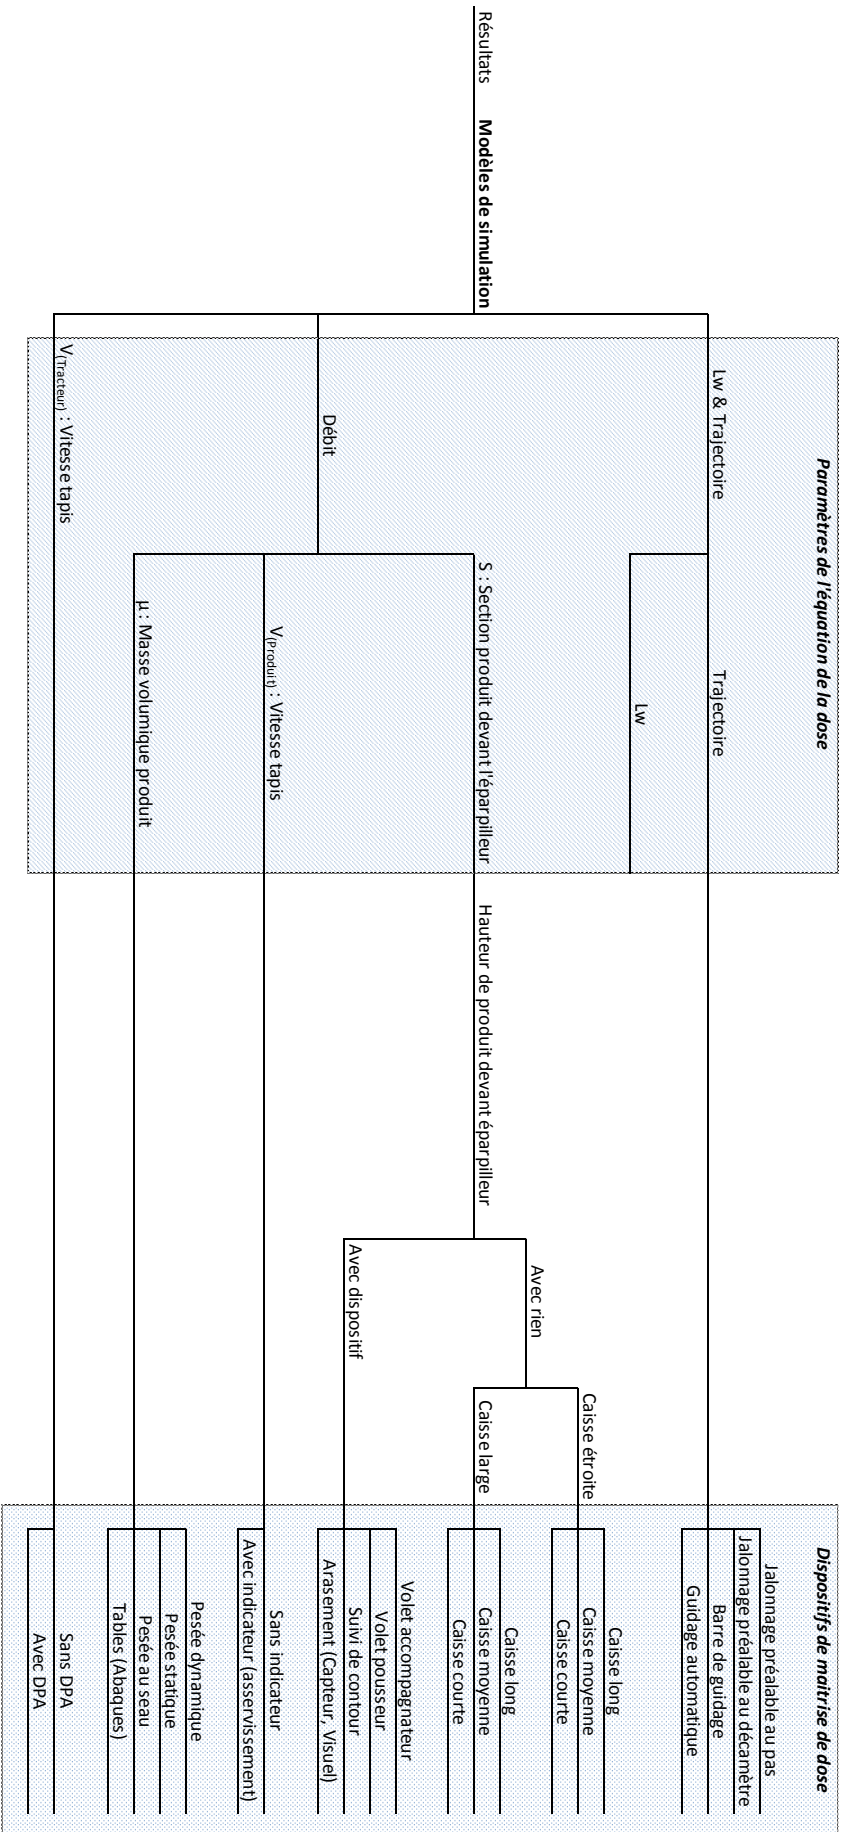 Paramètres de l'équation de la dose
Dispositifs de maitrise de dose
Résultats
Modèles de simulation
Lw & Trajectoire
Trajectoire
Lw
Jalonnage préalable au pas
Jalonnage préalable au décamètre
Barre de guidage
Guidage automatique
Débit
S : Section produit devant l'éparpilleur
Hauteur de produit devant éparpilleur
Avec rien
Caisse étroite
Caisse long
Caisse moyenne
Caisse courte
Caisse large
Caisse long
Caisse moyenne
Caisse courte
Avec dispositif
Volet accompagnateur
Volet pousseur
Suivi de contour
Arasement (Capteur, Visuel)
V(Produit) : Vitesse tapis
Sans indicateur
Avec indicateur (asservissement)
µ : Masse volumique produit
Pesée dynamique
Pesée statique
Pesée au seau
Tables (Abaques)
V(Tracteur) : Vitesse tapis
Sans DPA
Avec DPA